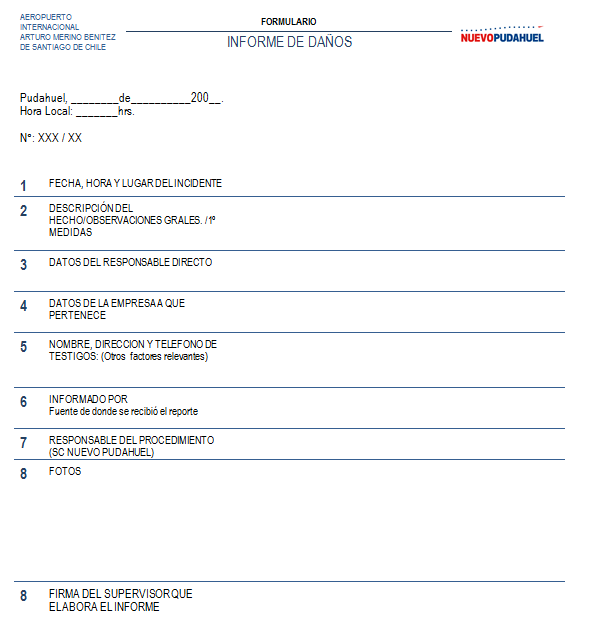 AEROPUERTO
INTERNACIONAL
ARTURO MERINO BENITEZ
DE SANTIAGO DE CHILE
FORMULARIO
INFORME DE DAÑOS
NUEVOPUDAHUEL
Pudahuel, ________de__________200__.
Hora Local: _______hrs.
N°: XXX / XX
1 FECHA, HORA Y LUGAR DEL INCIDENTE
2 DESCRIPCIÓN DEL
HECHO/OBSERVACIONES GRALES. /1º
MEDIDAS
3 DATOS DEL RESPONSABLE DIRECTO
4 DATOS DE LA EMPRESA A QUE
PERTENECE
5 NOMBRE, DIRECCION Y TELEFONO DE
TESTIGOS: (Otros factores relevantes)
6 INFORMADO POR
Fuente de donde se recibió el reporte
7 RESPONSABLE DEL PROCEDIMIENTO
(SC NUEVO PUDAHUEL)
8 FOTOS
8 FIRMA DEL SUPERVISOR QUE
ELABORA EL INFORME